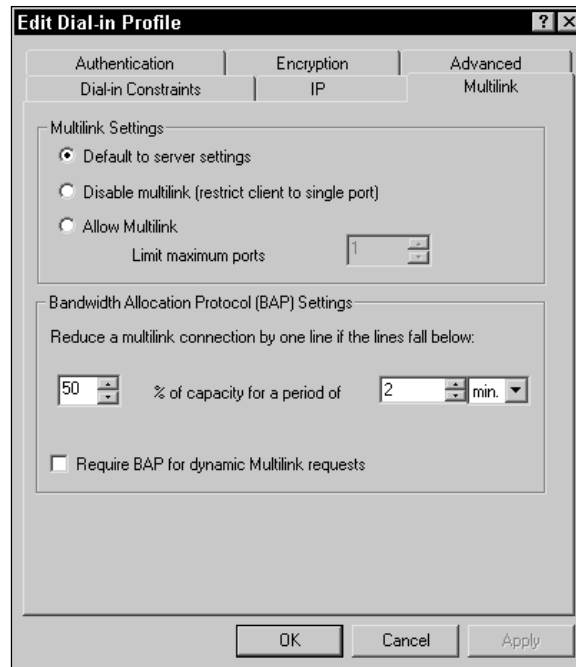 Edit Dial-in Profile ? ×
Authentication Encryption Advanced
Dial-in Constraints IP Multilink
Multilink Settings
Default to server settings
Disable multilink (restrict client to single port)
Allow Multilink
Limit maximum ports 1
Bandwidth Allocation Protocol (BAP) Settings
Reduce a multilink connection by one line if the lines fall below:
50 % of capacity for a period of 2 min.
Require BAP for dynamic Multilink requests
OK Cancel Apply